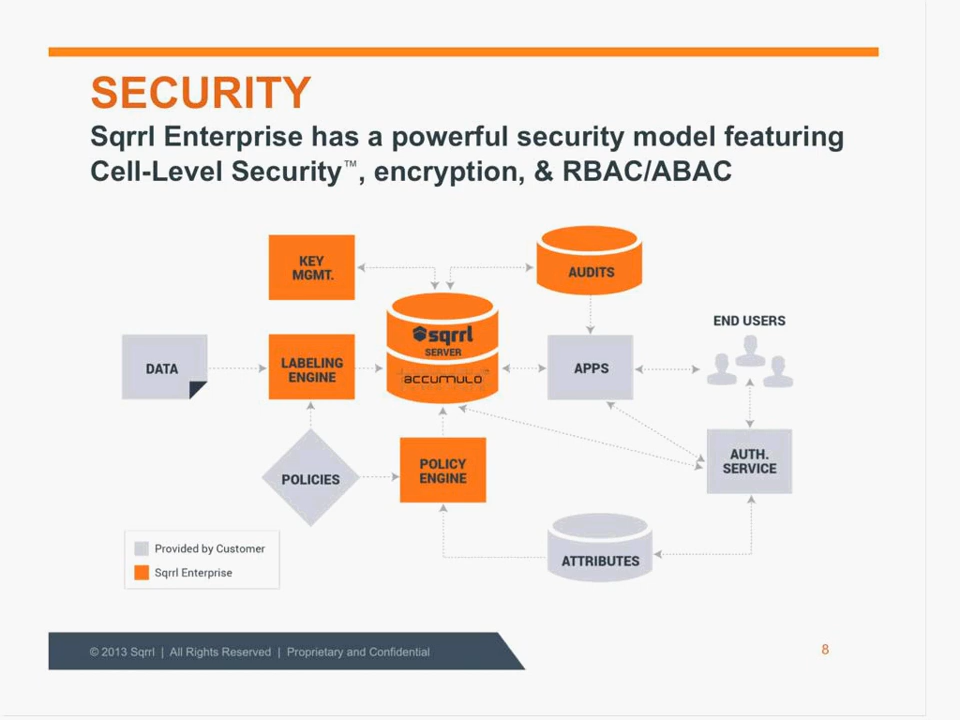 SECURITY
Sqrrl Enterprise has a powerful security model featuring
Cell-Level Security™, encryption, & RBAC/ABAC
KEY
MGMT.
AUDITS
END USERS
sqrrl
SERVER
DATA
LABELING
ENGINE
accumulo™
APPS
POLICIES
POLICY
ENGINE
AUTH.
SERVICE
ATTRIBUTES
Provided by Customer
Sqrrl Enterprise
© 2013 Sqrrl | All Rights Reserved | Proprietary and Confidential
8